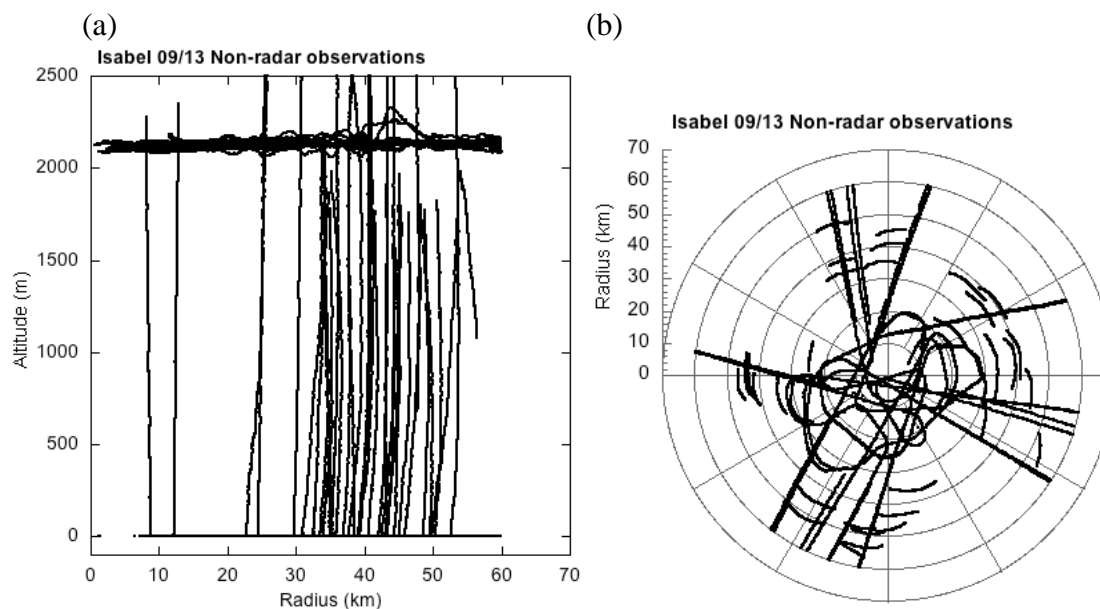 (a)
Isabel 09/13 Non-radar observations
2500
2000
1500
1000
500
0
Altitude (m)
0 10 20 30 40 50 60 70
Radius (km)
(b)
Isabel 09/13 Non-radar observations
70
60
50
40
30
20
10
0
Radius (km)